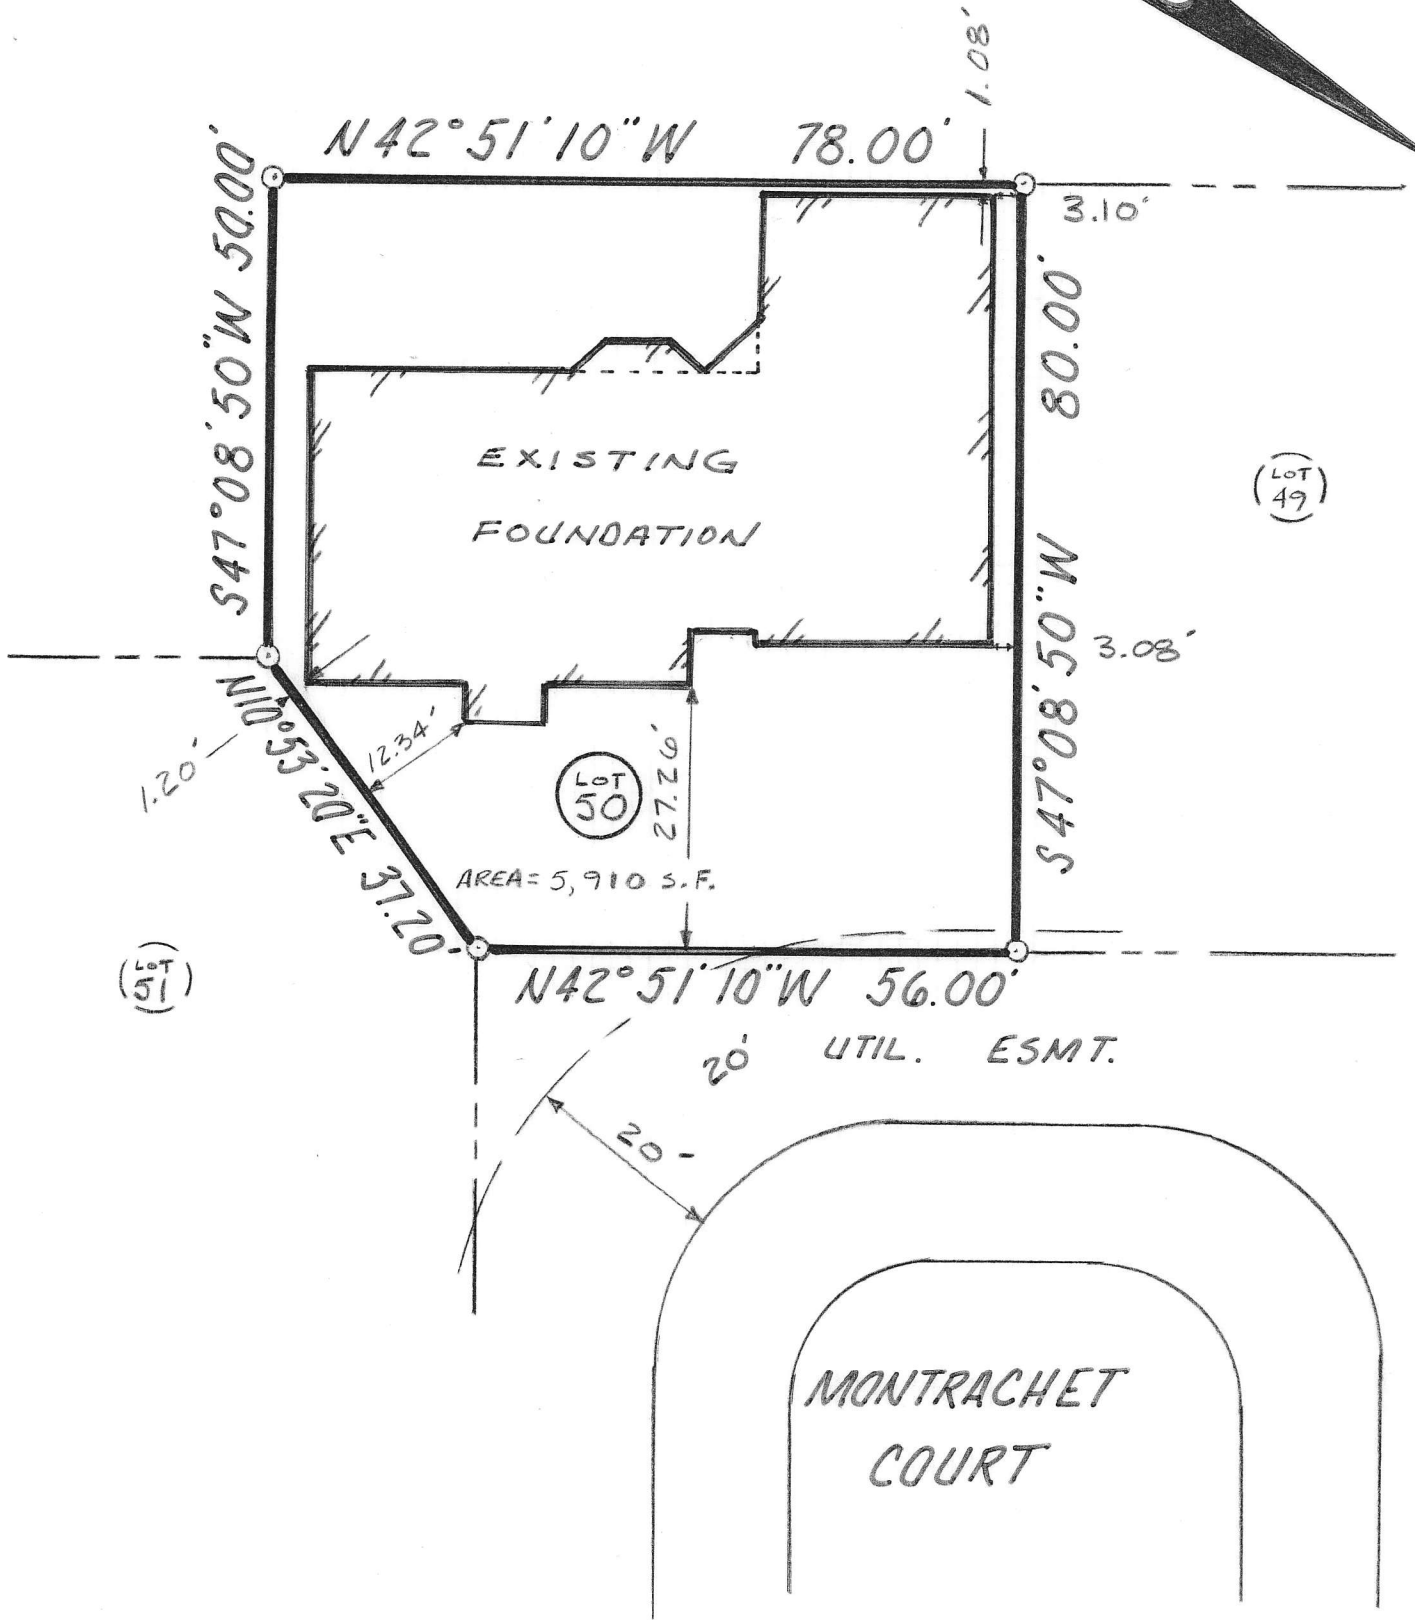 1.08'
N42°51'10"W 78.00'
3.10'
S47°08'50"W 50.00'
80.00'
S47°08'50"W
EXISTING
FOUNDATION
(LOT
49)
3.08'
1.20'
12.34'
N10°53'20"E 37.20'
LOT
50
27.26'
AREA = 5,910 S.F.
(LOT
51)
N42°51'10"W 56.00'
20' UTIL. ESMT.
20-
MONTRACHET
COURT